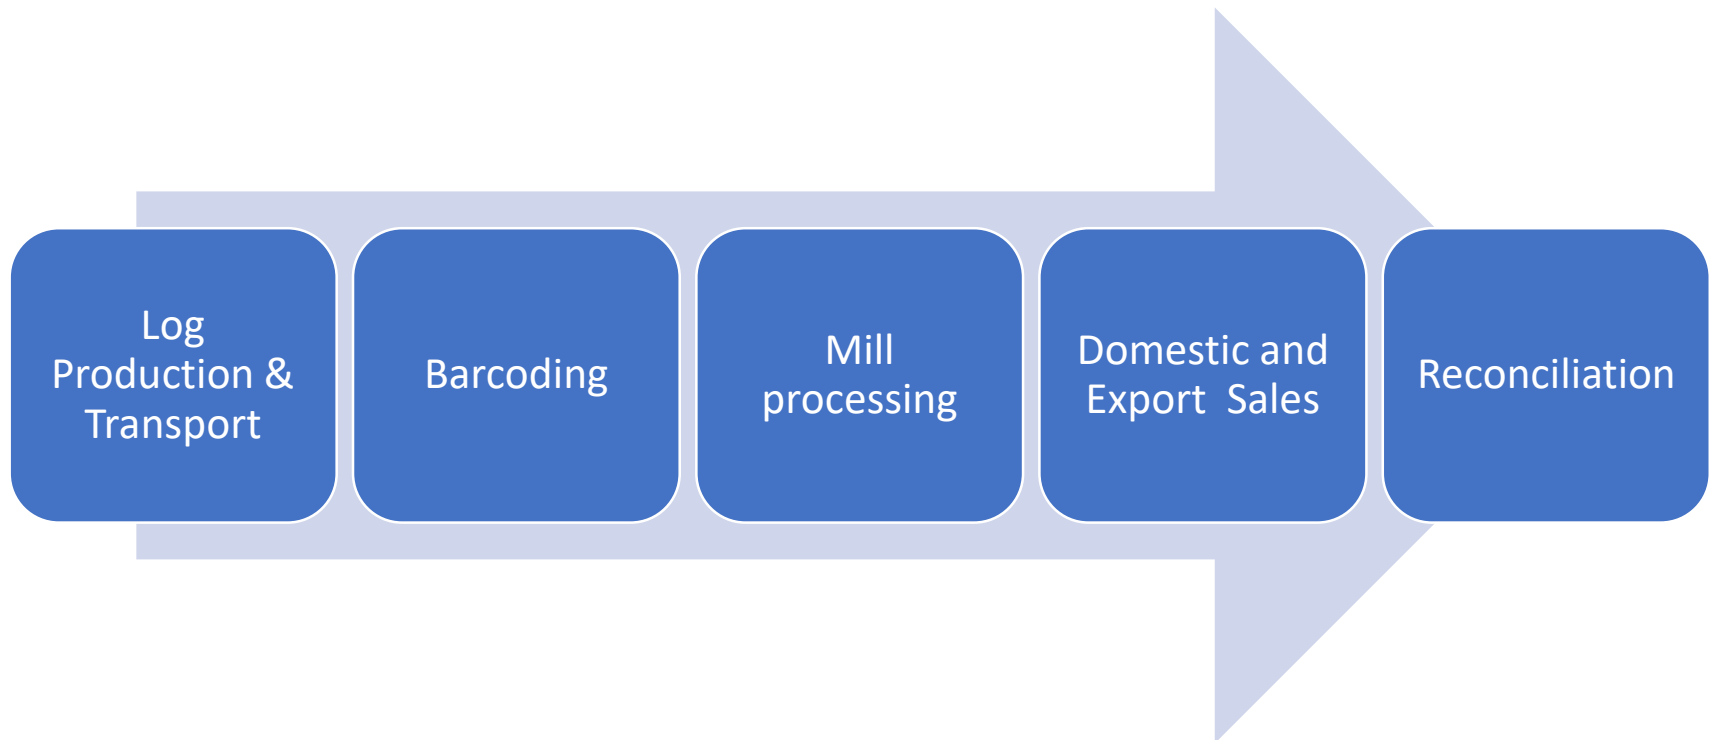 Log
Production &
Transport
Barcoding
Mill
processing
Domestic and
Export  Sales
Reconciliation